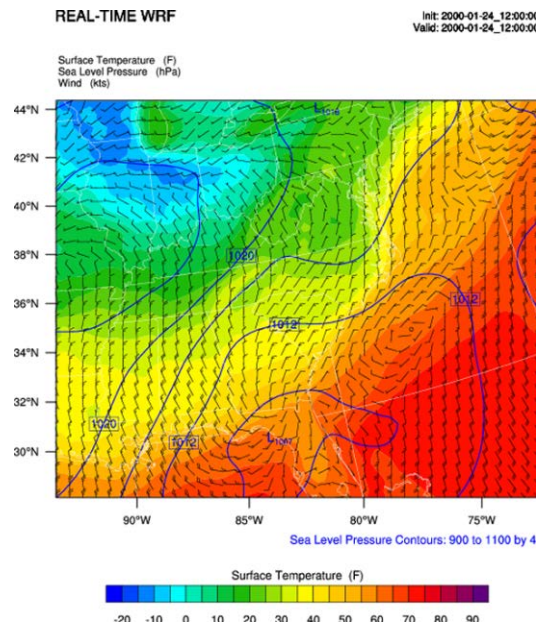 REAL-TIME WRF
Init: 2000-01-24_12:00:00
Valid: 2000-01-24_12:00:00
Surface Temperature (F)
Sea Level Pressure (hPa)
Wind (kts)
44°N
42°N
40°N
38°N
36°N
34°N
32°N
30°N
1020
1012
1012
1020
1012
90°W
85°W
80°W
75°W
Sea Level Pressure Contours: 900 to 1100 by 4
Surface Temperature (F)
-20 -10 0 10 20 30 40 50 60 70 80 90